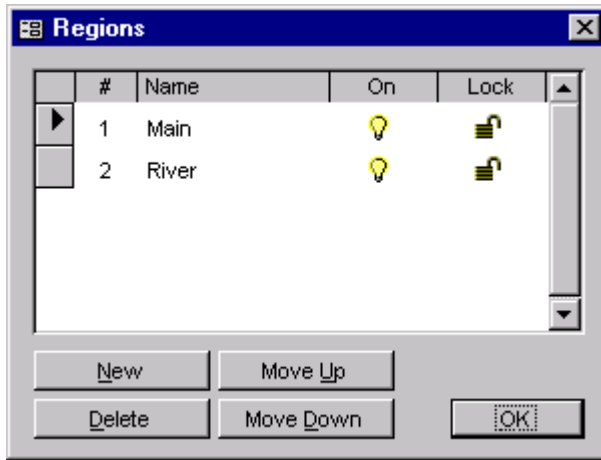 Regions
# Name On Lock
1 Main
2 River
New Move Up
Delete Move Down OK